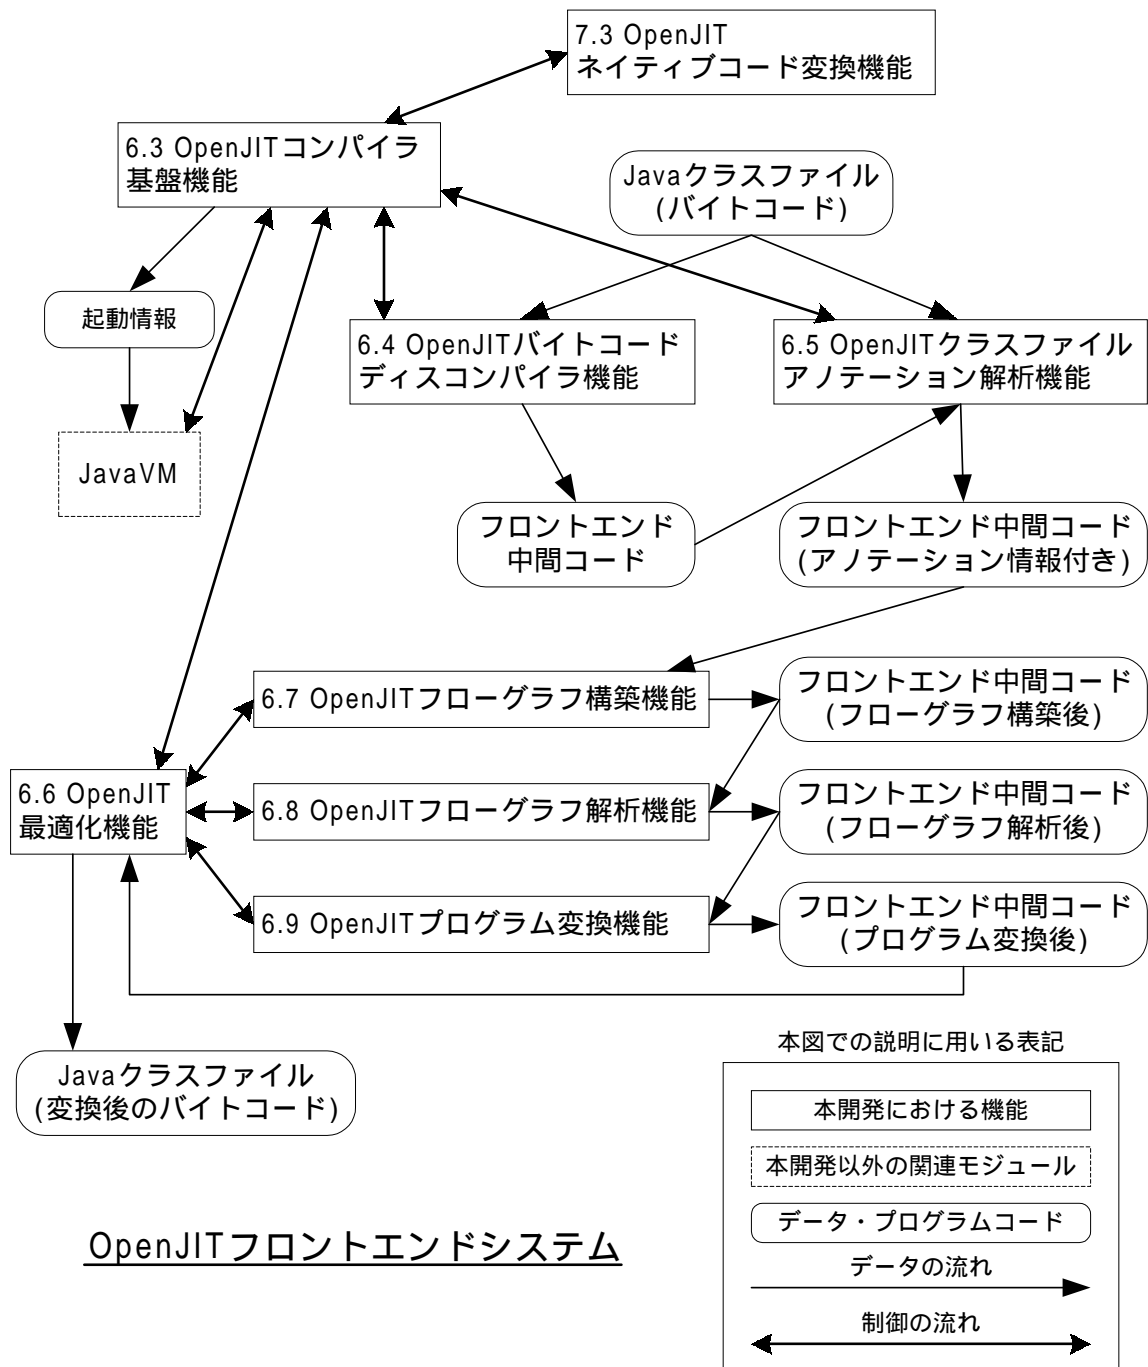 7.3 OpenJIT
ネイティブコード変換機能
6.3 OpenJITコンパイラ
基盤機能
Javaクラスファイル
(バイトコード)
起動情報
6.4 OpenJITバイトコード
ディスコンパイラ機能
6.5 OpenJITクラスファイル
アノテーション解析機能
JavaVM
フロントエンド
中間コード
フロントエンド中間コード
(アノテーション情報付き)
6.7 OpenJITフローグラフ構築機能
フロントエンド中間コード
(フローグラフ構築後)
6.6 OpenJIT
最適化機能
6.8 OpenJITフローグラフ解析機能
フロントエンド中間コード
(フローグラフ解析後)
6.9 OpenJITプログラム変換機能
フロントエンド中間コード
(プログラム変換後)
Javaクラスファイル
(変換後のバイトコード)
本図での説明に用いる表記
本開発における機能
本開発以外の関連モジュール
データ・プログラムコード
データの流れ
制御の流れ
OpenJITフロントエンドシステム